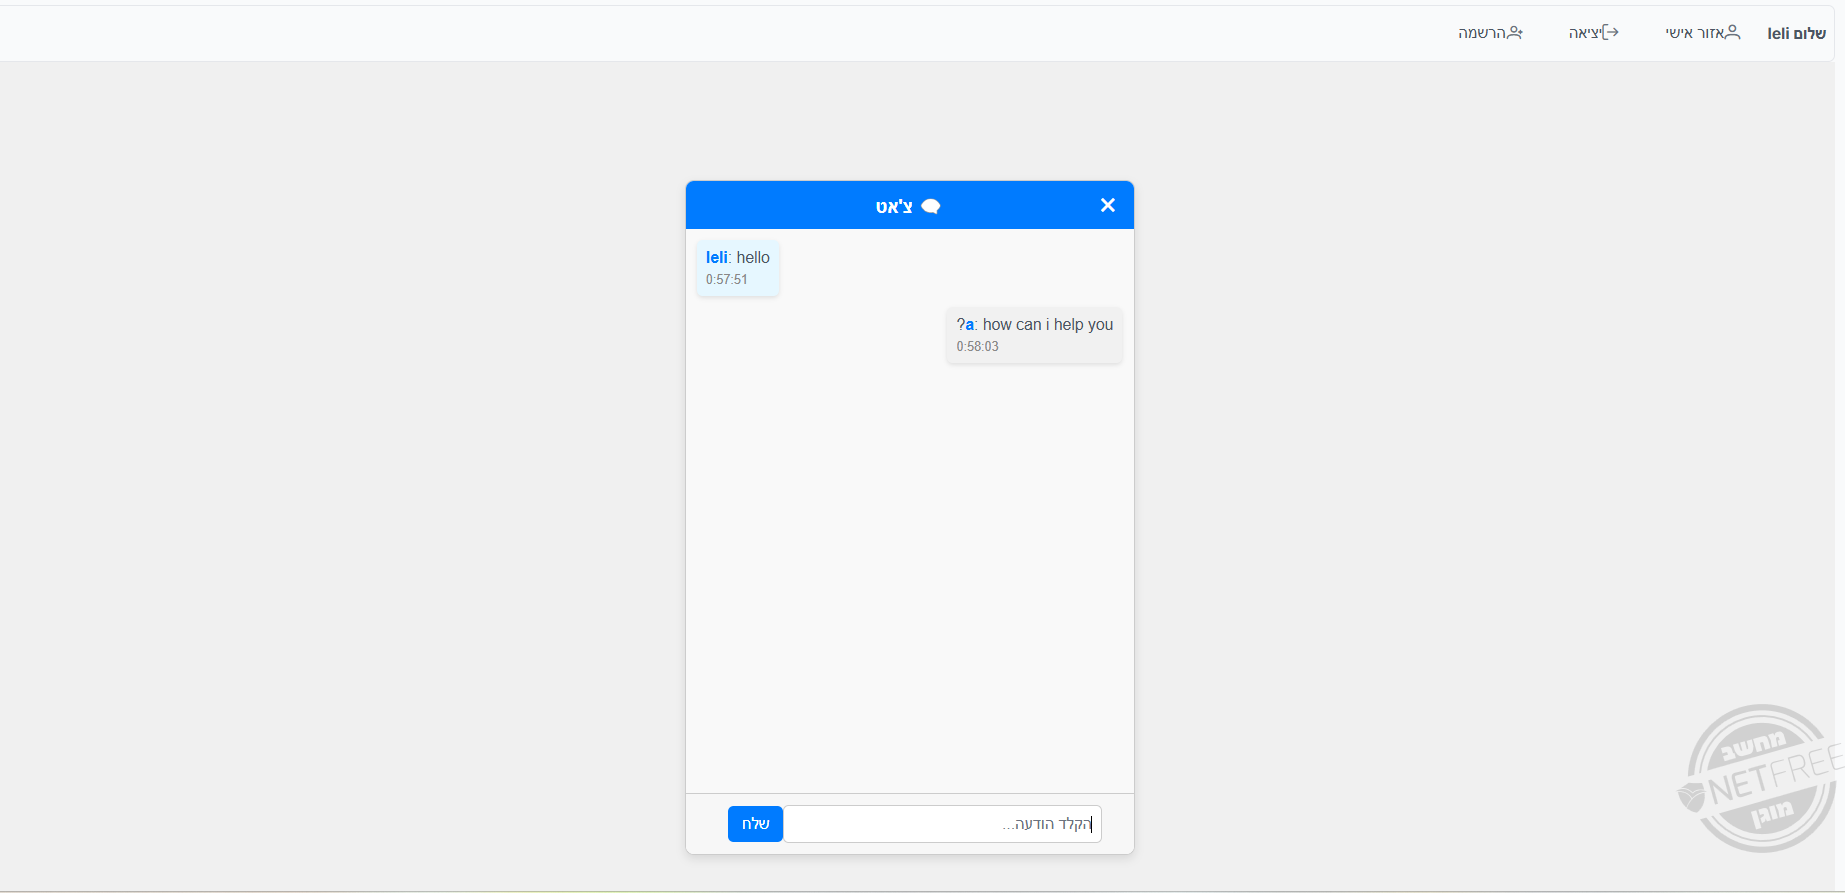 שלום leli
אזור אישי
יציאה
הרשמה
צ'אט
leli: hello
0:57:51
?a: how can i help you
0:58:03
הקלד הודעה...
שלח
מחשב
NETFREE
מוגן